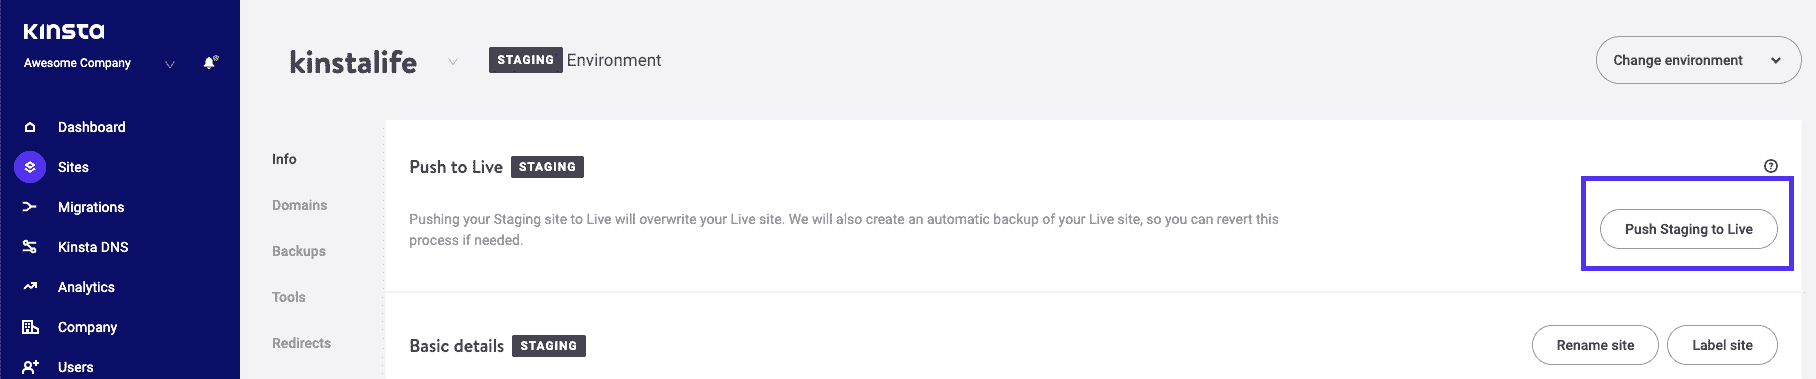 Kinsta
Awesome Company
Dashboard
Sites
Migrations
Kinsta DNS
Analytics
Company
Users
kinstalife
STAGING Environment
Change environment
Info
Domains
Backups
Tools
Redirects
Push to Live STAGING
Pushing your Staging site to Live will overwrite your Live site. We will also create an automatic backup of your Live site, so you can revert this
process if needed.
Push Staging to Live
Basic details STAGING
Rename site
Label site